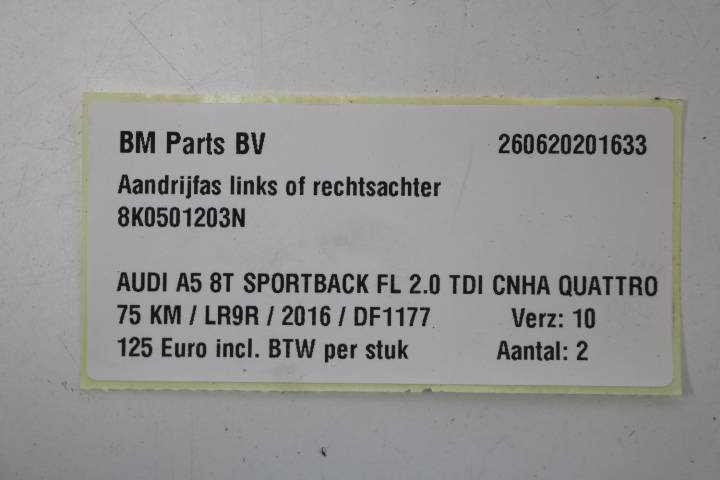 BM Parts BV 260620201633
Aandrijfas links of rechtsachter
8K0501203N
AUDI A5 8T SPORTBACK FL 2.0 TDI CNHA QUATTRO
75 KM / LR9R / 2016 / DF1177 Verz: 10
125 Euro incl. BTW per stuk Aantal: 2